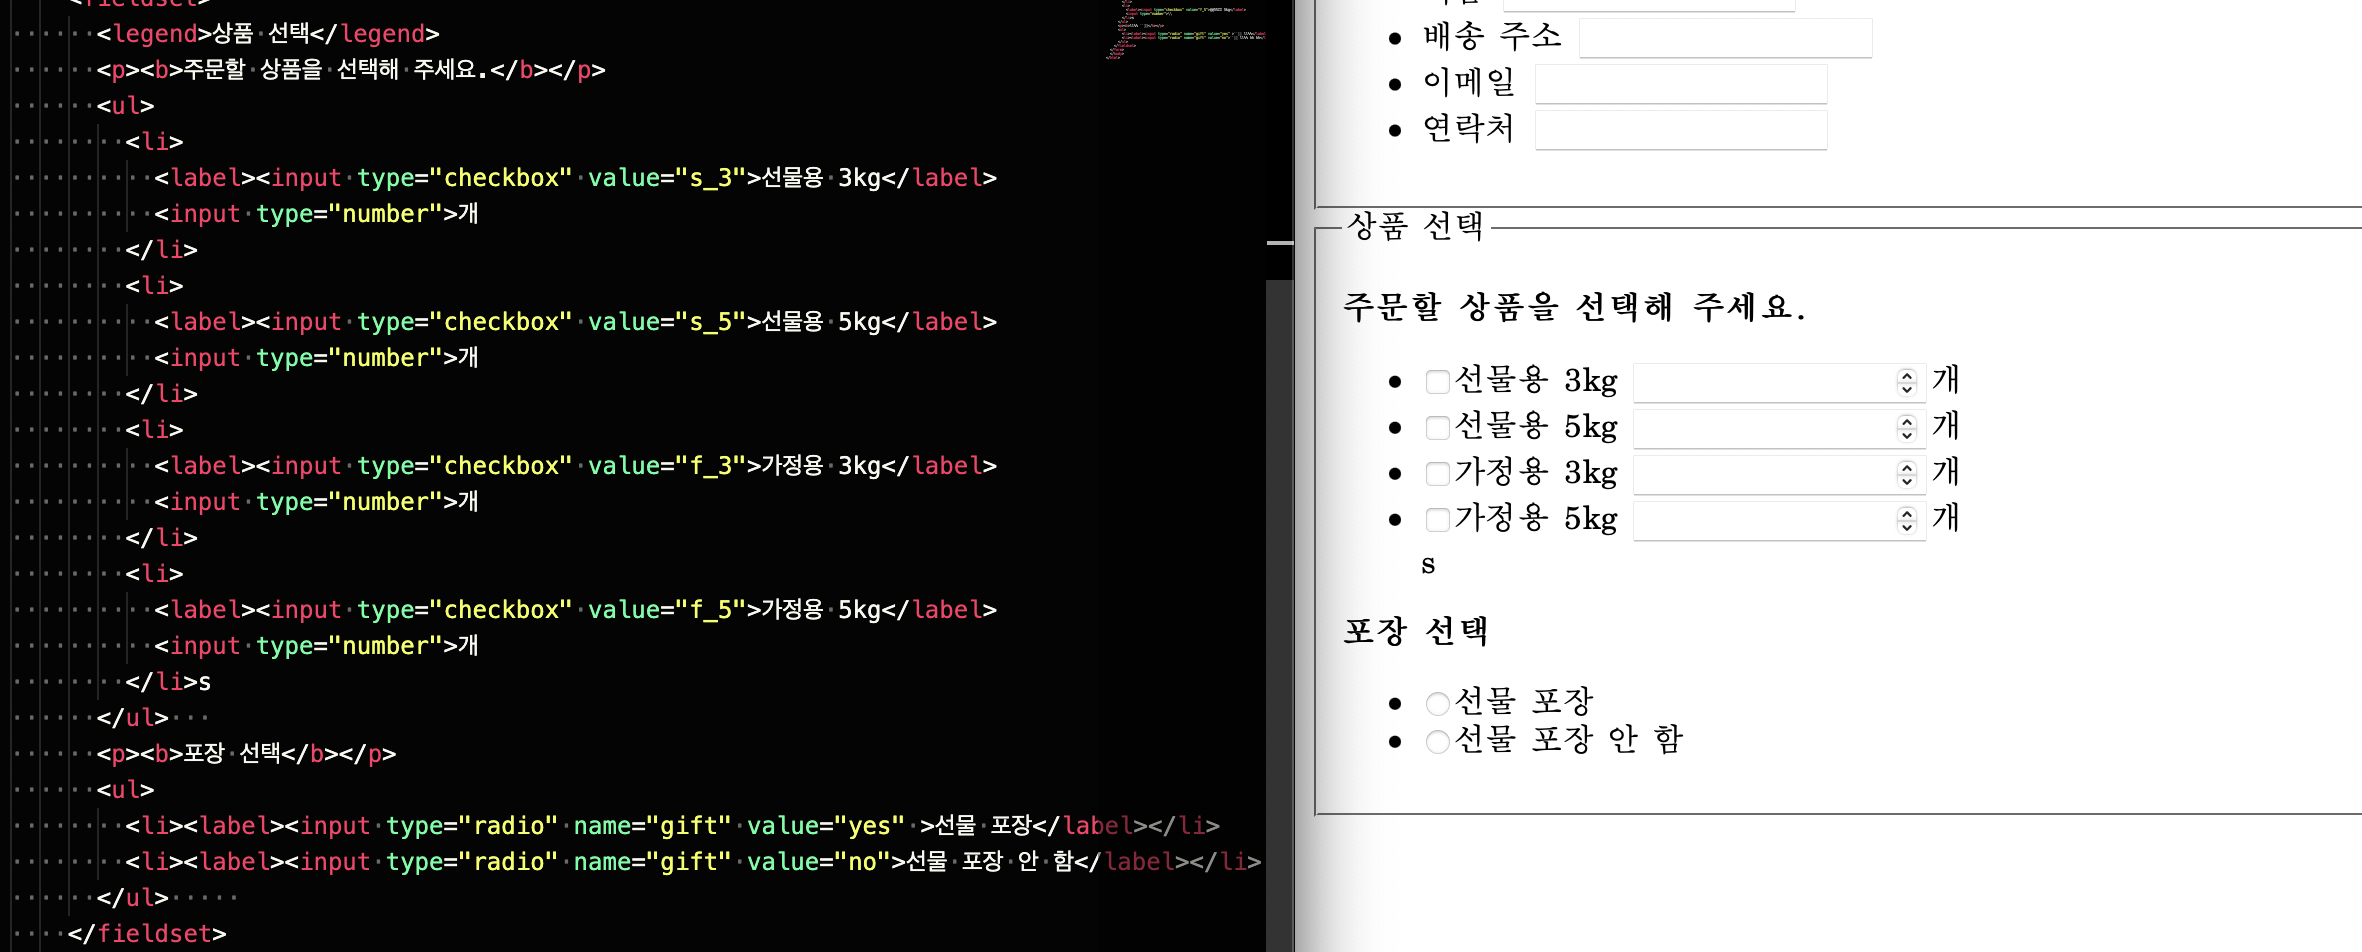 <fieldset>
<legend>상품 선택</legend>
<p><b>주문할 상품을 선택해 주세요.</b></p>
<ul>
<li>
<label><input type="checkbox" value="s_3">선물용 3kg</label>
<input type="number">개
</li>
<li>
<label><input type="checkbox" value="s_5">선물용 5kg</label>
<input type="number">개
</li>
<li>
<label><input type="checkbox" value="f_3">가정용 3kg</label>
<input type="number">개
</li>
<li>
<label><input type="checkbox" value="f_5">가정용 5kg</label>
<input type="number">개
</li>s
</ul>
<p><b>포장 선택</b></p>
<ul>
<li><label><input type="radio" name="gift" value="yes" >선물 포장</label></li>
<li><label><input type="radio" name="gift" value="no">선물 포장 안 함</label></li>
</ul>
</fieldset>
배송 주소
이메일
연락처
상품 선택
주문할 상품을 선택해 주세요.
선물용 3kg 개
선물용 5kg 개
가정용 3kg 개
가정용 5kg 개
s
포장 선택
선물 포장
선물 포장 안 함